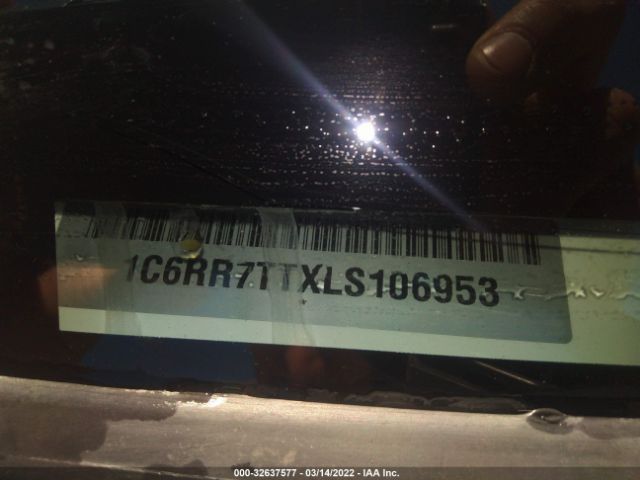 1C6RR7TTXLS106953
000-32637577 - 03/14/2022 - IAA Inc.